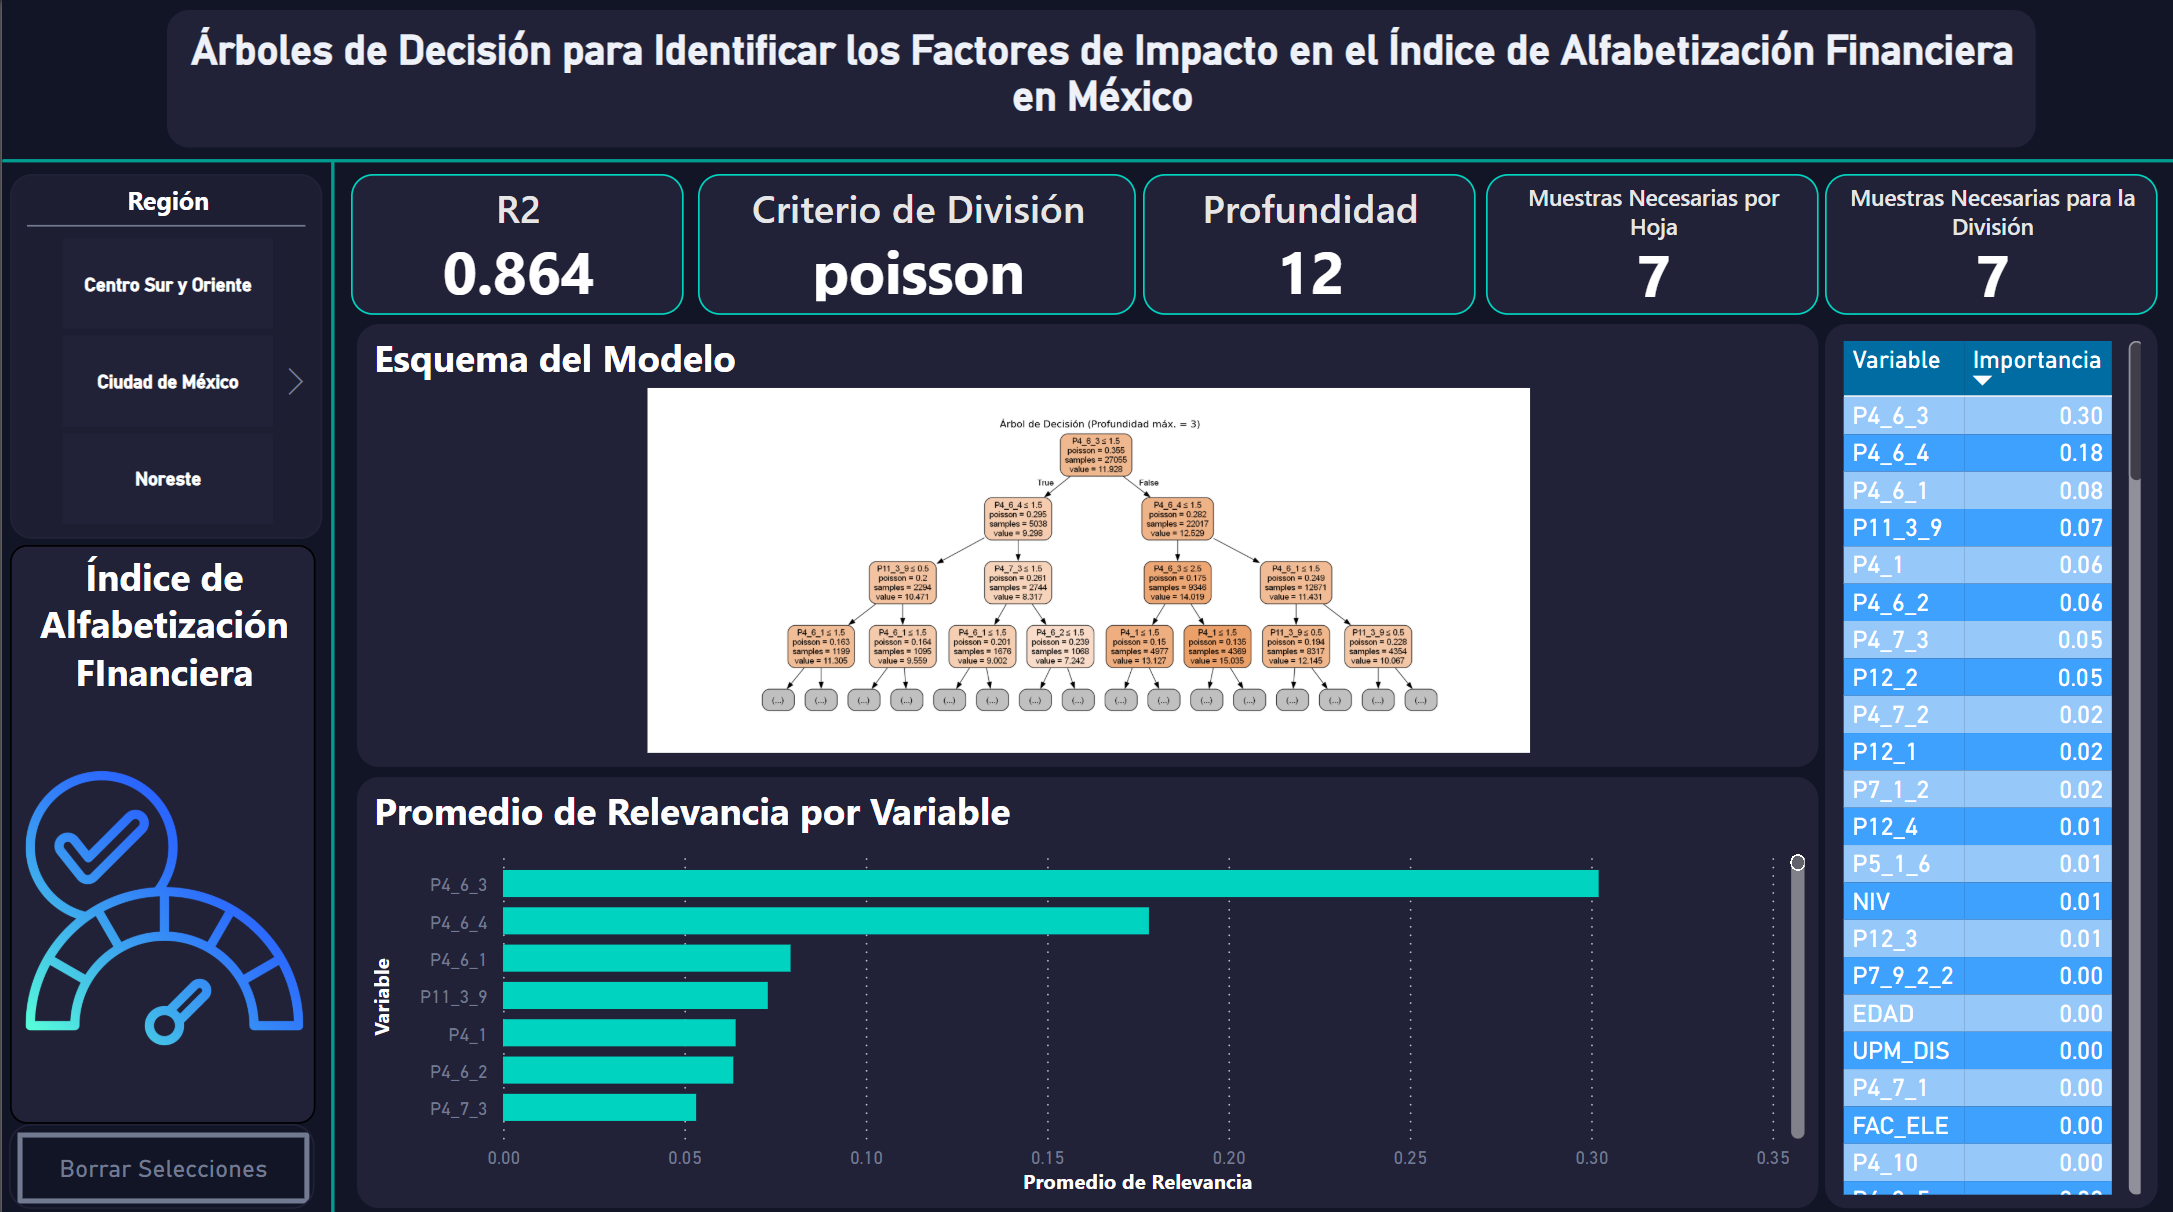 Árboles de Decisión para Identificar los Factores de Impacto en el Índice de Alfabetización Financiera
en México
Región
Centro Sur y Oriente
Ciudad de México
Noreste
Índice de
Alfabetización
FInanciera
Borrar Selecciones
R2
0.864
Criterio de División
poisson
Profundidad
12
Muestras Necesarias por
Hoja
7
Muestras Necesarias para la
División
7
Esquema del Modelo
Árbol de Decisión (Profundidad máx. = 3)
P4_6_3 ≤ 1.5
poisson = 0.355
samples = 27055
value = 11.928
True
False
P4_6_4 ≤ 1.5
poisson = 0.295
samples = 5038
value = 9.298
P4_6_4 ≤ 1.5
poisson = 0.282
samples = 22017
value = 12.529
P11_3_9 ≤ 0.5
poisson = 0.2
samples = 2294
value = 10.471
P4_7_3 ≤ 1.5
poisson = 0.261
samples = 2744
value = 8.317
P4_6_3 ≤ 2.5
poisson = 0.175
samples = 9346
value = 14.019
P4_6_1 ≤ 1.5
poisson = 0.249
samples = 12671
value = 11.431
P4_6_1 ≤ 1.5
poisson = 0.163
samples = 1199
value = 11.305
P4_6_1 ≤ 1.5
poisson = 0.164
samples = 1095
value = 9.559
P4_6_1 ≤ 1.5
poisson = 0.201
samples = 1676
value = 9.002
P4_6_2 ≤ 1.5
poisson = 0.239
samples = 1068
value = 7.242
P4_1 ≤ 1.5
poisson = 0.15
samples = 4977
value = 13.127
P4_1 ≤ 1.5
poisson = 0.135
samples = 4369
value = 15.035
P11_3_9 ≤ 0.5
poisson = 0.194
samples = 8317
value = 12.145
P11_3_9 ≤ 0.5
poisson = 0.228
samples = 4354
value = 10.067
(...) (...) (...) (...) (...) (...) (...) (...) (...) (...) (...) (...) (...) (...) (...) (...)
Promedio de Relevancia por Variable
Variable
P4_6_3
P4_6_4
P4_6_1
P11_3_9
P4_1
P4_6_2
P4_7_3
0.00 0.05 0.10 0.15 0.20 0.25 0.30 0.35
Promedio de Relevancia
Variable Importancia
P4_6_3 0.30
P4_6_4 0.18
P4_6_1 0.08
P11_3_9 0.07
P4_1 0.06
P4_6_2 0.06
P4_7_3 0.05
P12_2 0.05
P4_7_2 0.02
P12_1 0.02
P7_1_2 0.02
P12_4 0.01
P5_1_6 0.01
NIV 0.01
P12_3 0.01
P7_9_2_2 0.00
EDAD 0.00
UPM_DIS 0.00
P4_7_1 0.00
FAC_ELE 0.00
P4_10 0.00